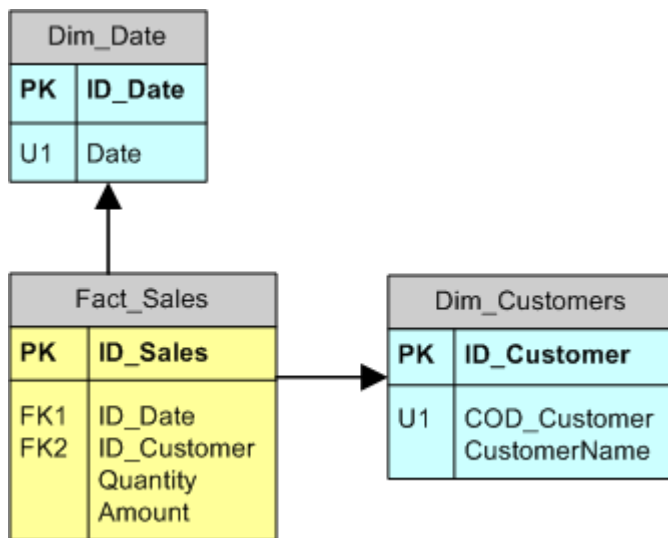 Dim_Date
PK ID_Date
U1 Date
Fact_Sales
PK ID_Sales
FK1 ID_Date
FK2 ID_Customer
Quantity
Amount
Dim_Customers
PK ID_Customer
U1 COD_Customer
CustomerName